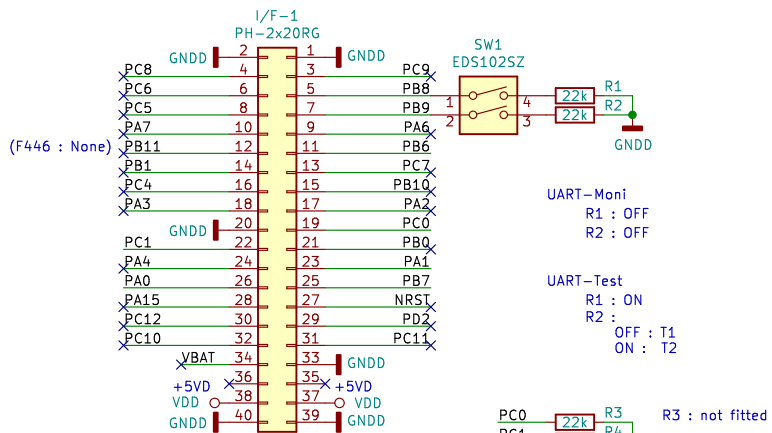 I/F-1
PH-2x20RG
GNDD 2 1 GNDD
PC8 4 3 PC9
PC6 6 5 PB8
PC5 8 7 PB9
PA7 10 9 PA6
(F446 : None) PB11 12 11 PB6
PB1 14 13 PC7
PC4 16 15 PB10
PA3 18 17 PA2
GNDD 20 19 PC0
PC1 22 21 PB0
PA4 24 23 PA1
PA0 26 25 PB7
PA15 28 27 NRST
PC12 30 29 PD2
PC10 32 31 PC11
VBAT 34 33 GNDD
+5VD 36 35 +5VD
VDD 38 37 VDD
GNDD 40 39 GNDD
SW1
EDS102SZ
1 4 22k R1
2 3 22k R2
GNDD
UART-Moni
R1 : OFF
R2 : OFF
UART-Test
R1 : ON
R2 :
OFF : T1
ON : T2
PC0 22k R3 R3 : not fitted
PC1 R4